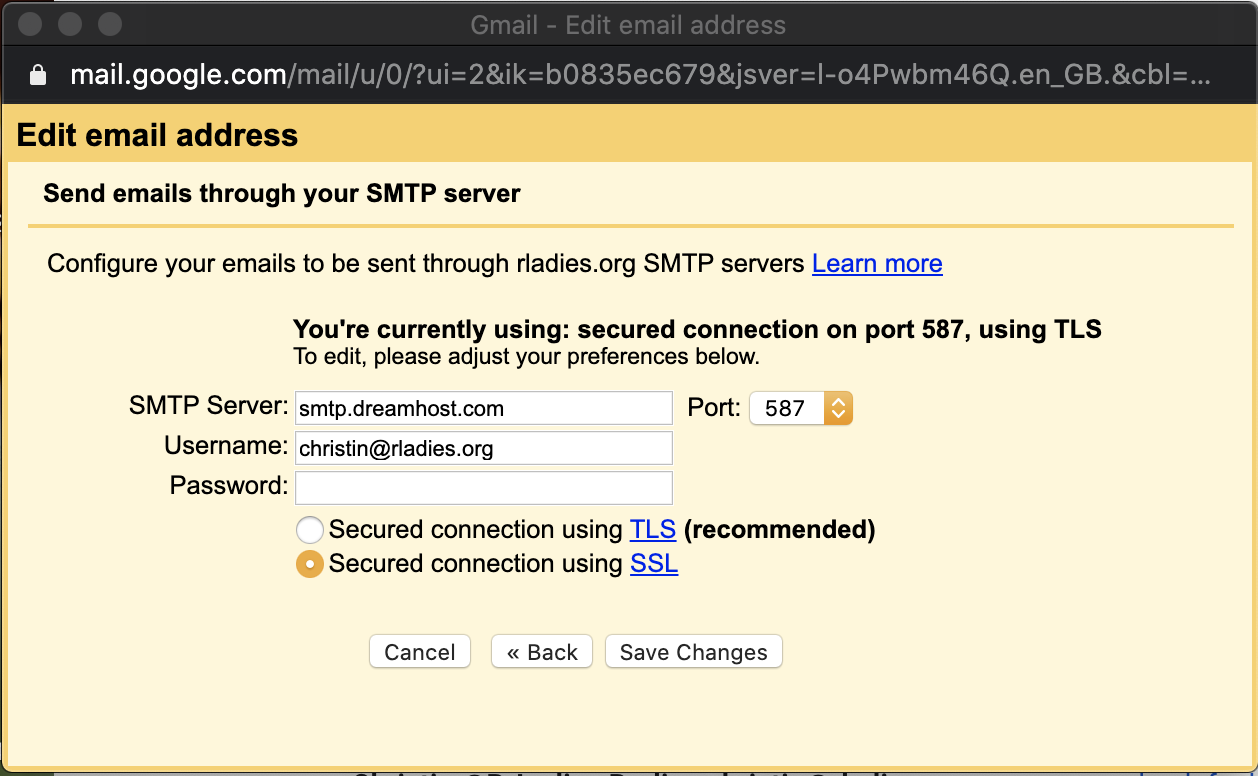 Gmail - Edit email address
mail.google.com/mail/u/0/?ui=2&ik=b0835ec679&jsver=l-o4Pwbm46Q.en_GB.&cbl=...
Edit email address
Send emails through your SMTP server
Configure your emails to be sent through rladies.org SMTP servers Learn more
You're currently using: secured connection on port 587, using TLS
To edit, please adjust your preferences below.
SMTP Server: smtp.dreamhost.com Port: 587
Username: christin@rladies.org
Password:
Secured connection using TLS (recommended)
Secured connection using SSL
Cancel « Back Save Changes